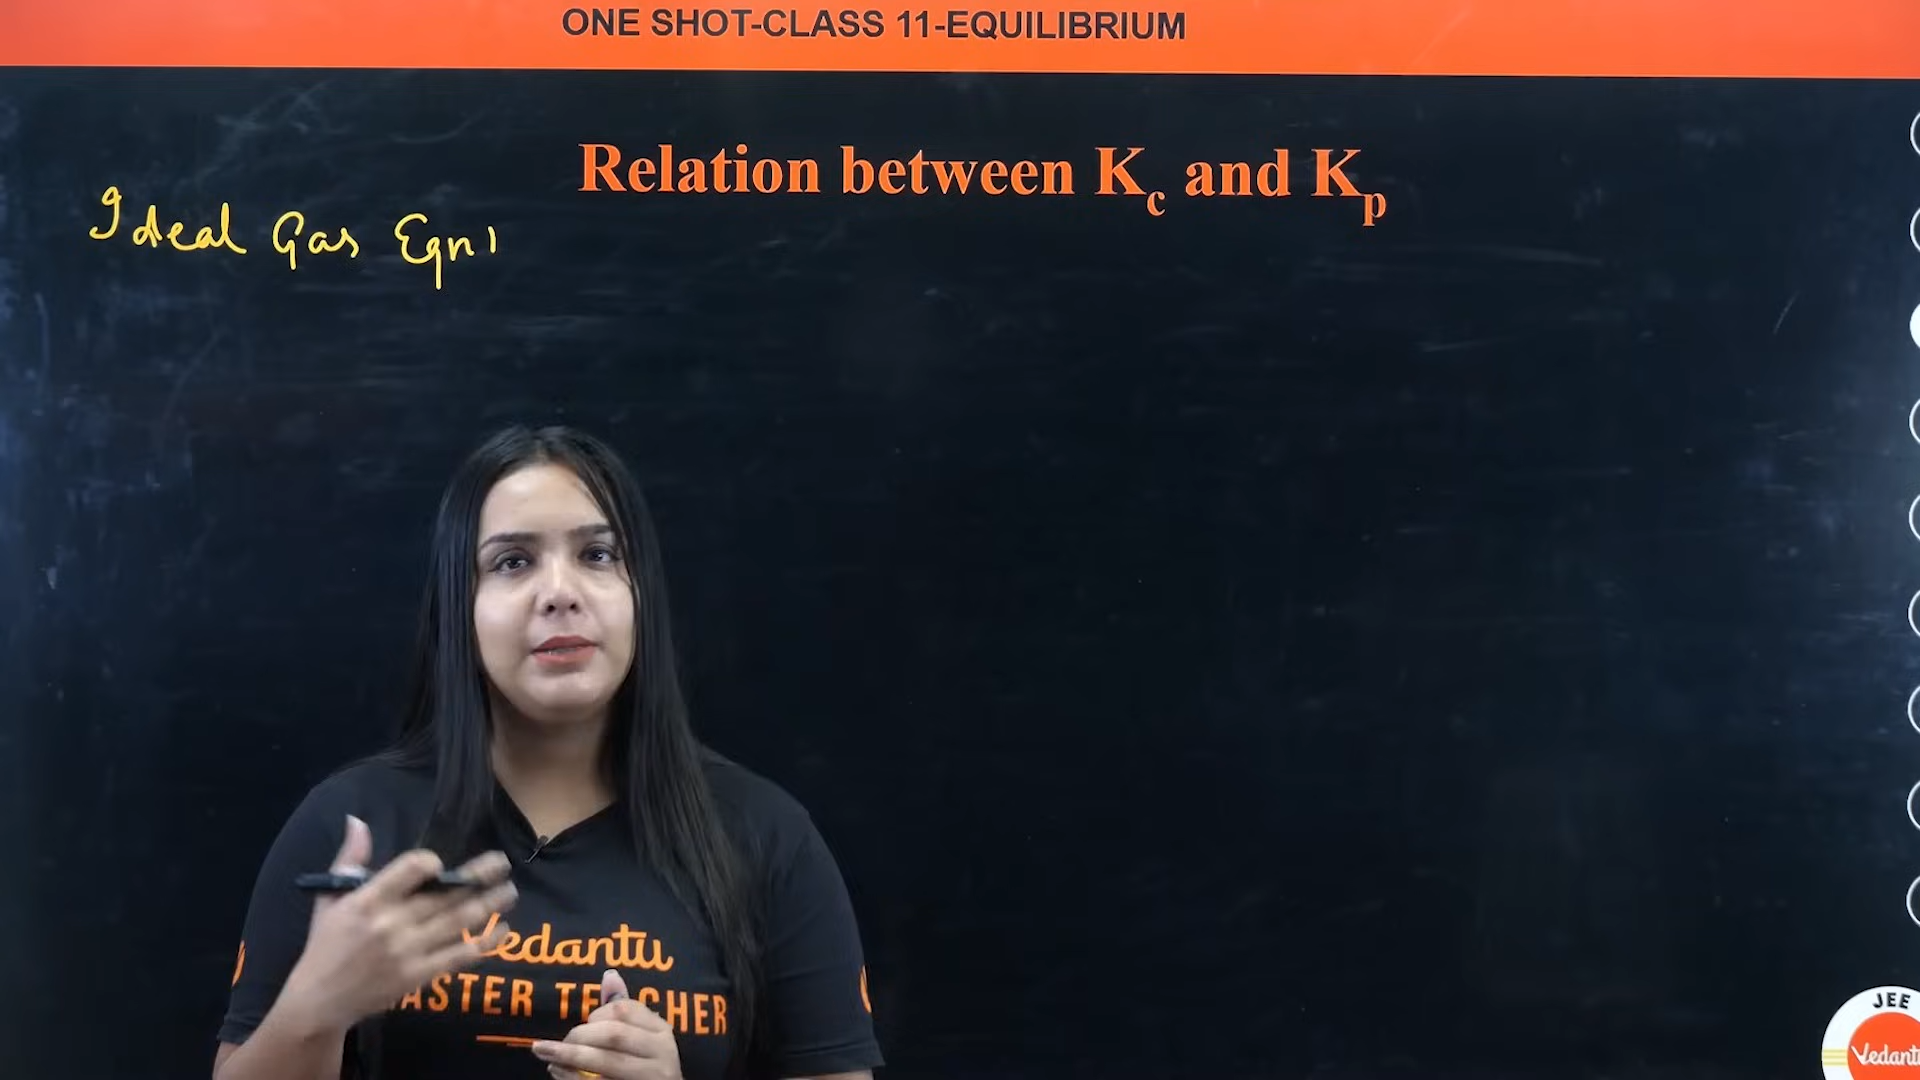 ONE SHOT-CLASS 11-EQUILIBRIUM
Relation between Kc and Kp
Ideal Gas Eqn
Vedantu
MASTER TEACHER
JEE
Vedantu